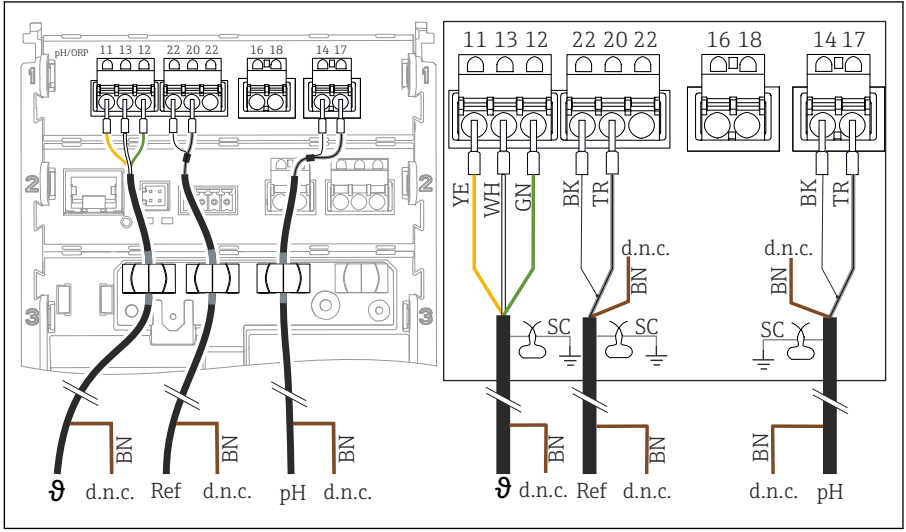 pH/ORP 11 13 12 22 20 22 16 18 14 17
11 13 12 22 20 22 16 18 14 17
1 1
YE WH GN BK TR BK TR
2 2
d.n.c. d.n.c.
BN BN
3 3
SC SC SC
BN BN BN BN BN BN
ϑ d.n.c. Ref d.n.c. pH d.n.c.
ϑ d.n.c. Ref d.n.c. d.n.c. pH